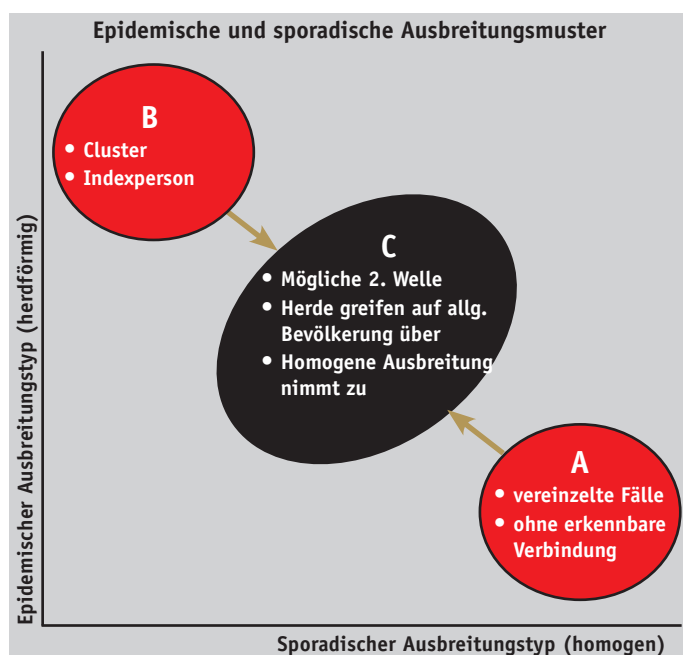 Epidemische und sporadische Ausbreitungsmuster
B
• Cluster
• Indexperson
C
• Mögliche 2. Welle
• Herde greifen auf allg.
Bevölkerung über
• Homogene Ausbreitung
nimmt zu
A
• vereinzelte Fälle
• ohne erkennbare
Verbindung
Epidemischer Ausbreitungstyp (herdförmig)
Sporadischer Ausbreitungstyp (homogen)